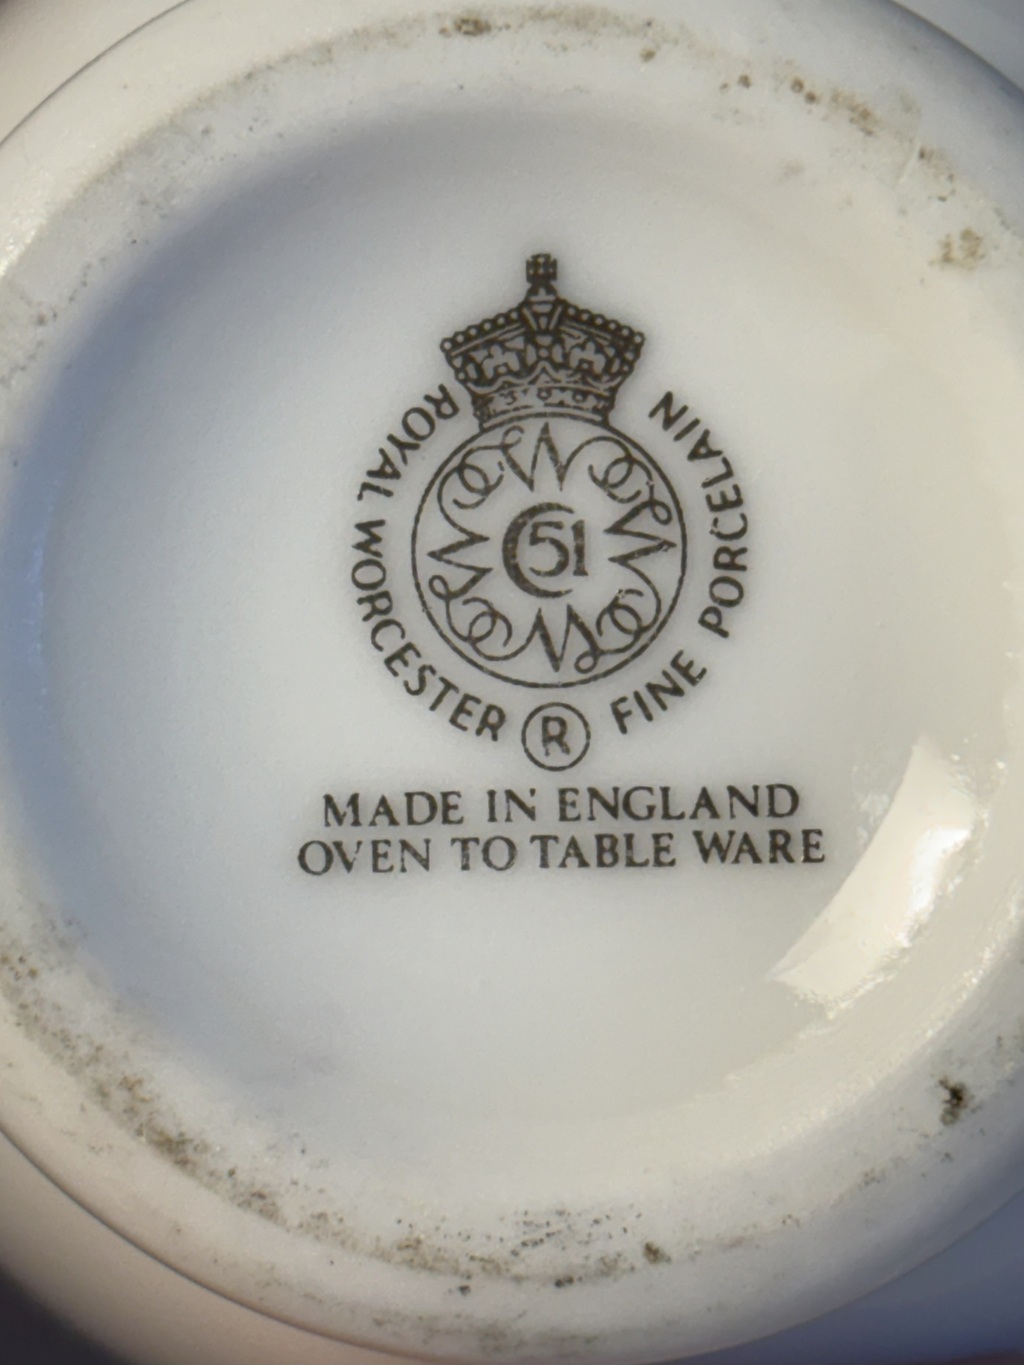 ROYAL WORCESTER
FINE PORCELAIN
51
R
MADE IN ENGLAND
OVEN TO TABLE WARE